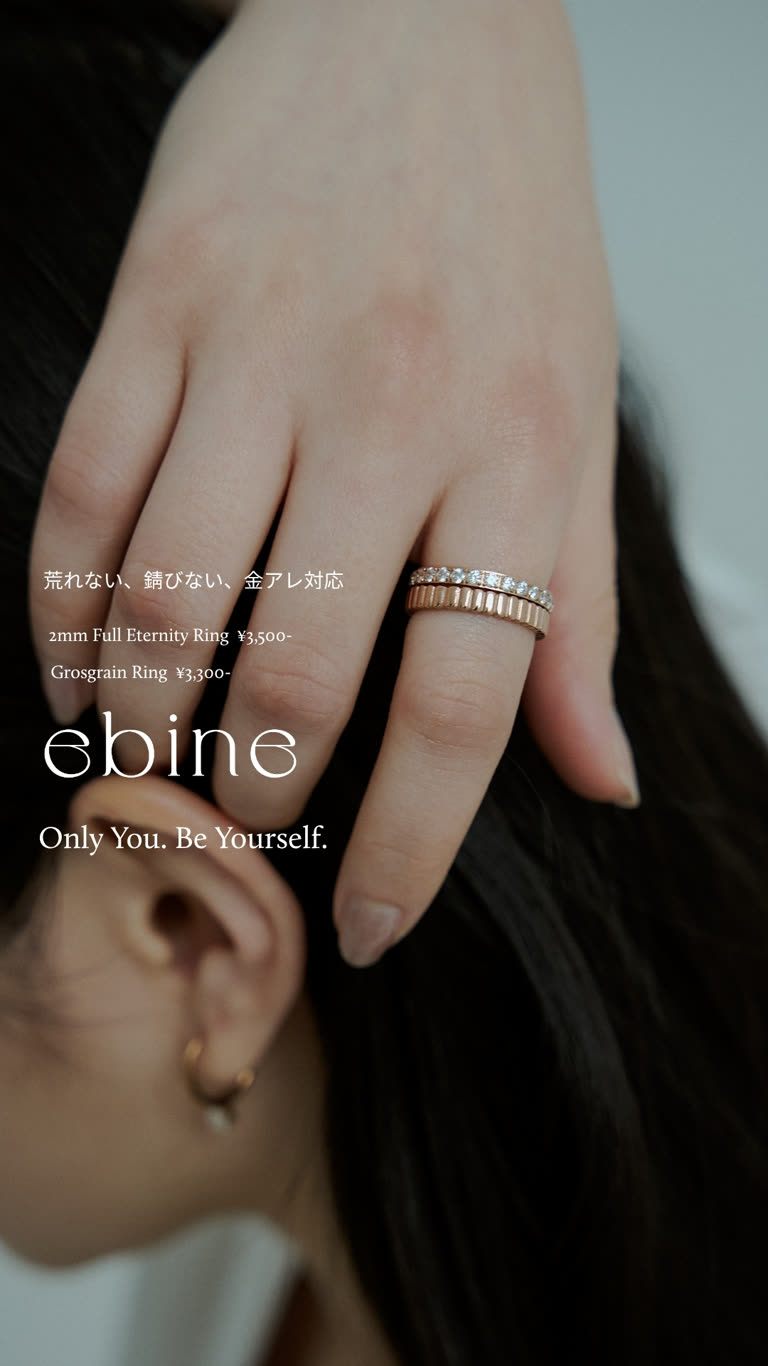 荒れない、錆びない、金アレ対応
2mm Full Eternity Ring ¥3,500-
Grosgrain Ring ¥3,300-
ebine
Only You. Be Yourself.